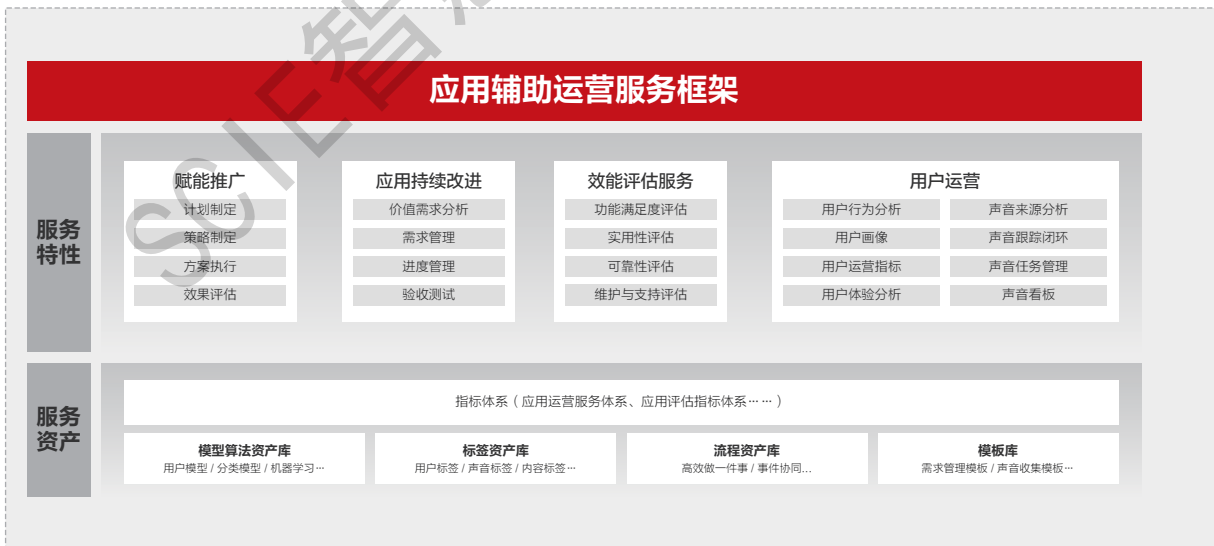 SCIE智慧
应用辅助运营服务框架
服务
特性
赋能推广
计划制定
策略制定
方案执行
效果评估
应用持续改进
价值需求分析
需求管理
进度管理
验收测试
效能评估服务
功能满足度评估
实用性评估
可靠性评估
维护与支持评估
用户运营
用户行为分析
声音来源分析
用户画像
声音跟踪闭环
用户运营指标
声音任务管理
用户体验分析
声音看板
服务
资产
指标体系（应用运营服务体系、应用评估指标体系……）
模型算法资产库
用户模型 / 分类模型 / 机器学习…
标签资产库
用户标签 / 声音标签 / 内容标签…
流程资产库
高效做一件事 / 事件协同...
模板库
需求管理模板 / 声音收集模板…